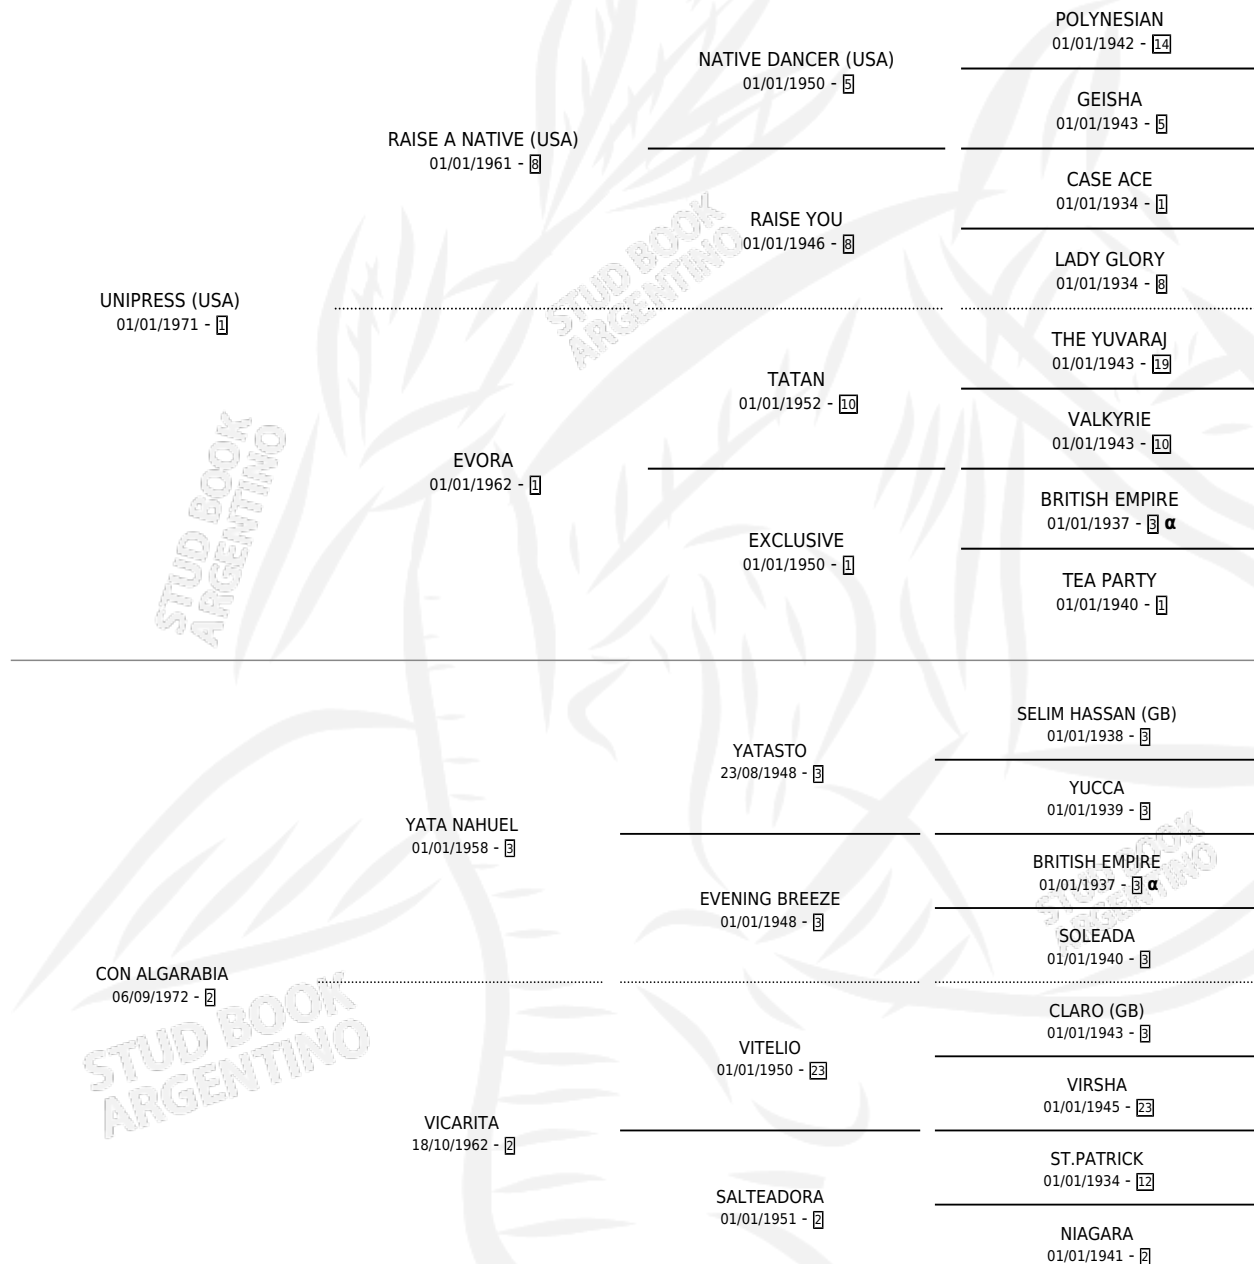 POLYNESIAN
01/01/1942 - 14
NATIVE DANCER (USA)
01/01/1950 - 5
GEISHA
01/01/1943 - 5
RAISE A NATIVE (USA)
01/01/1961 - 8
CASE ACE
01/01/1934 - 1
RAISE YOU
01/01/1946 - 8
LADY GLORY
01/01/1934 - 8
STUD BOOK
ARGENTINO
UNIPRESS (USA)
01/01/1971 - 1
THE YUVARAJ
01/01/1943 - 19
TATAN
01/01/1952 - 10
VALKYRIE
01/01/1943 - 10
EVORA
01/01/1962 - 1
BRITISH EMPIRE
01/01/1937 - 3 α
EXCLUSIVE
01/01/1950 - 1
TEA PARTY
01/01/1940 - 1
STUD BOOK
ARGENTINO
SELIM HASSAN (GB)
01/01/1938 - 3
YATASTO
23/08/1948 - 3
YUCCA
01/01/1939 - 3
YATA NAHUEL
01/01/1958 - 3
BRITISH EMPIRE
01/01/1937 - 3 α
EVENING BREEZE
01/01/1948 - 3
SOLEADA
01/01/1940 - 3
STUD BOOK
ARGENTINO
CON ALGARABIA
06/09/1972 - 2
CLARO (GB)
01/01/1943 - 3
VITELIO
01/01/1950 - 23
VIRSHA
01/01/1945 - 23
STUD BOOK
ARGENTINO
VICARITA
18/10/1962 - 2
ST.PATRICK
01/01/1934 - 12
SALTEADORA
01/01/1951 - 2
NIAGARA
01/01/1941 - 2